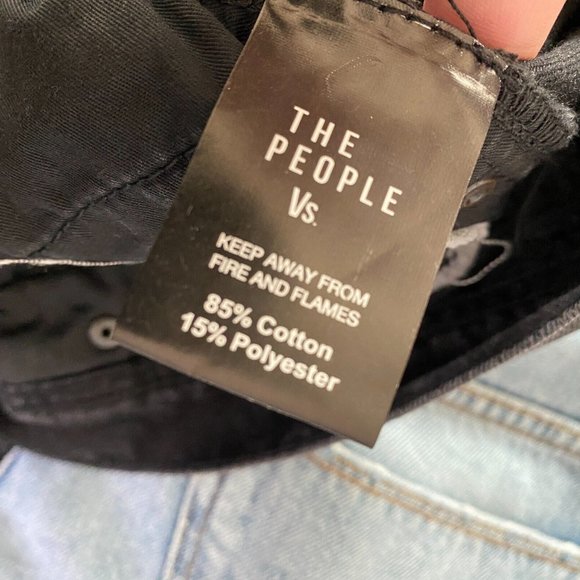 THE
PEOPLE
Vs.
KEEP AWAY FROM
FIRE AND FLAMES
85% Cotton
15% Polyester